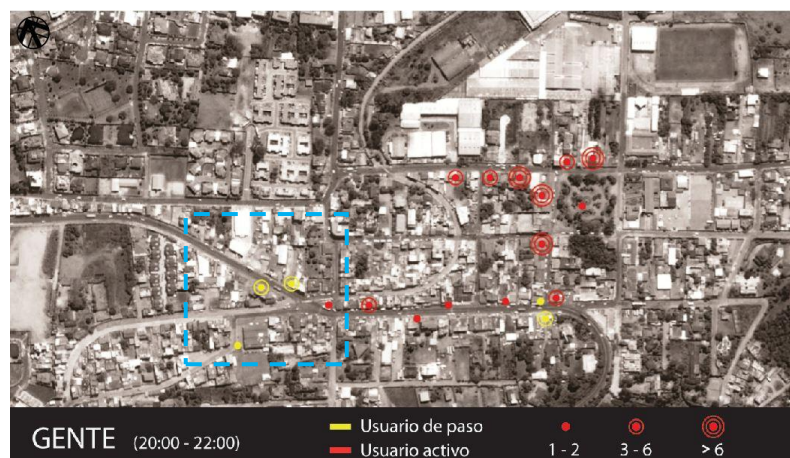 Usuario de paso
GENTE (20:00 - 22:00)
Usuario activo
1 - 2
3 - 6
> 6